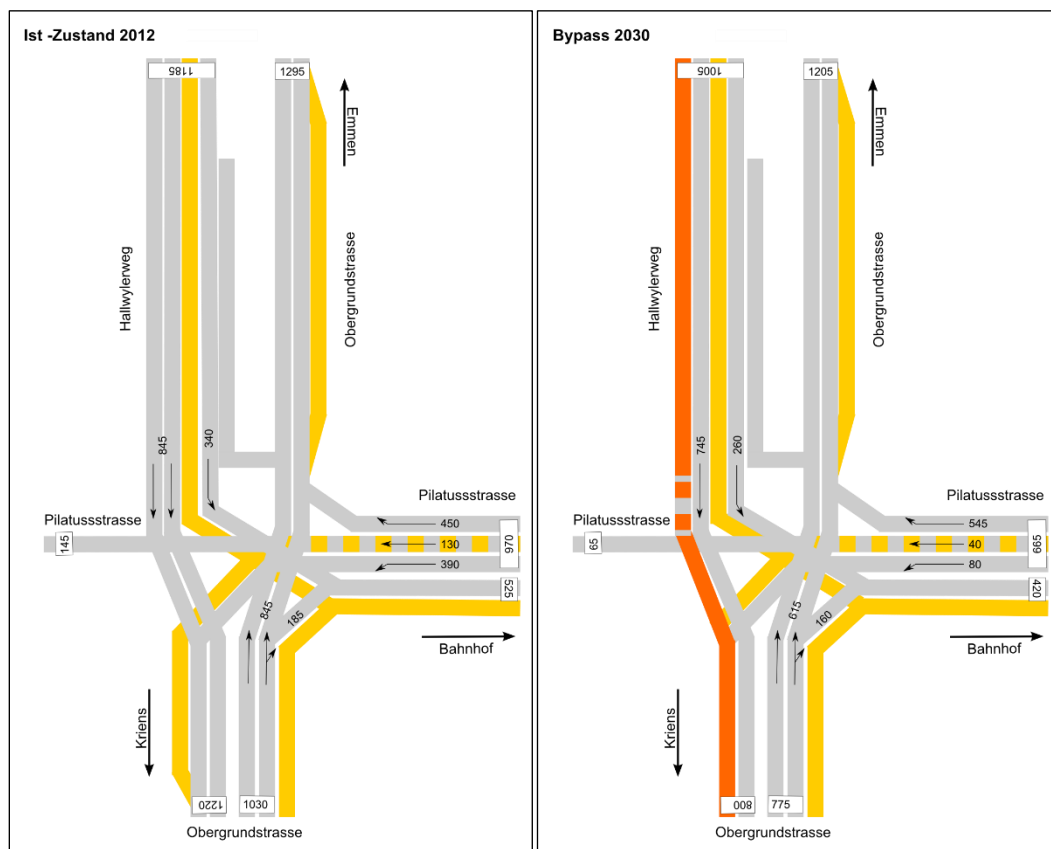 Ist -Zustand 2012
1185
1295
Emmen
Hallwylerweg
Obergrundstrasse
845
340
Pilatussstrasse
450
Pilatussstrasse
145
130
970
390
525
845
185
Bahnhof
Kriens
1220
1030
Obergrundstrasse
Bypass 2030
1005
1205
Emmen
Hallwylerweg
Obergrundstrasse
745
260
Pilatussstrasse
545
Pilatussstrasse
65
40
665
80
420
615
160
Bahnhof
Kriens
800
775
Obergrundstrasse